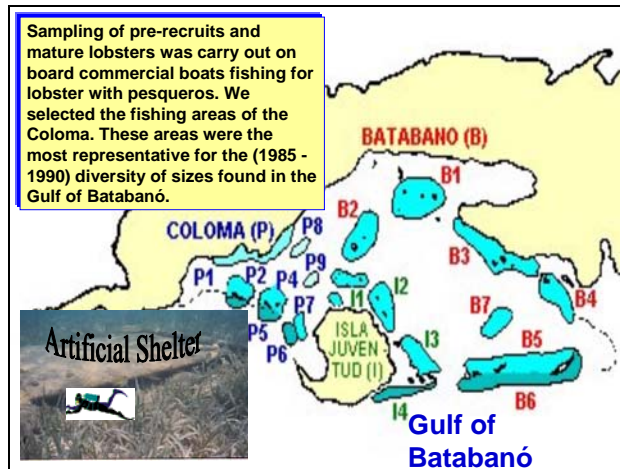 Sampling of pre-recruits and
mature lobsters was carry out on
board commercial boats fishing for
lobster with pesqueros. We
selected the fishing areas of the
Coloma. These areas were the
most representative for the (1985 -
1990) diversity of sizes found in the
Gulf of Batabanó.
BATABANO (B)
B1
B2
COLOMA (P)
P8
B3
P1
P2
P4
P9
I1
I2
B4
P5
P7
B7
P6
ISLA
JUVEN
TUD (I)
I3
B5
I4
B6
Artificial Shelter
Gulf of
Batabanó